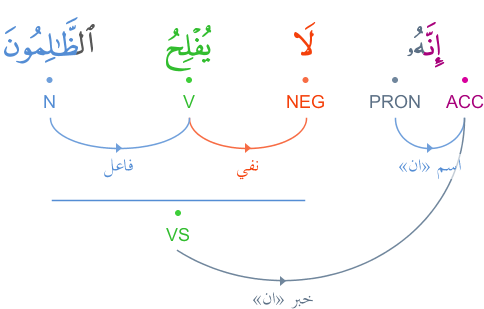 إِنَّهُۥ لَا يُفْلِحُ ٱلظَّـٰلِمُونَ
ACC PRON NEG V N
اسم «ان» نفي فاعل
VS
خبر «ان»